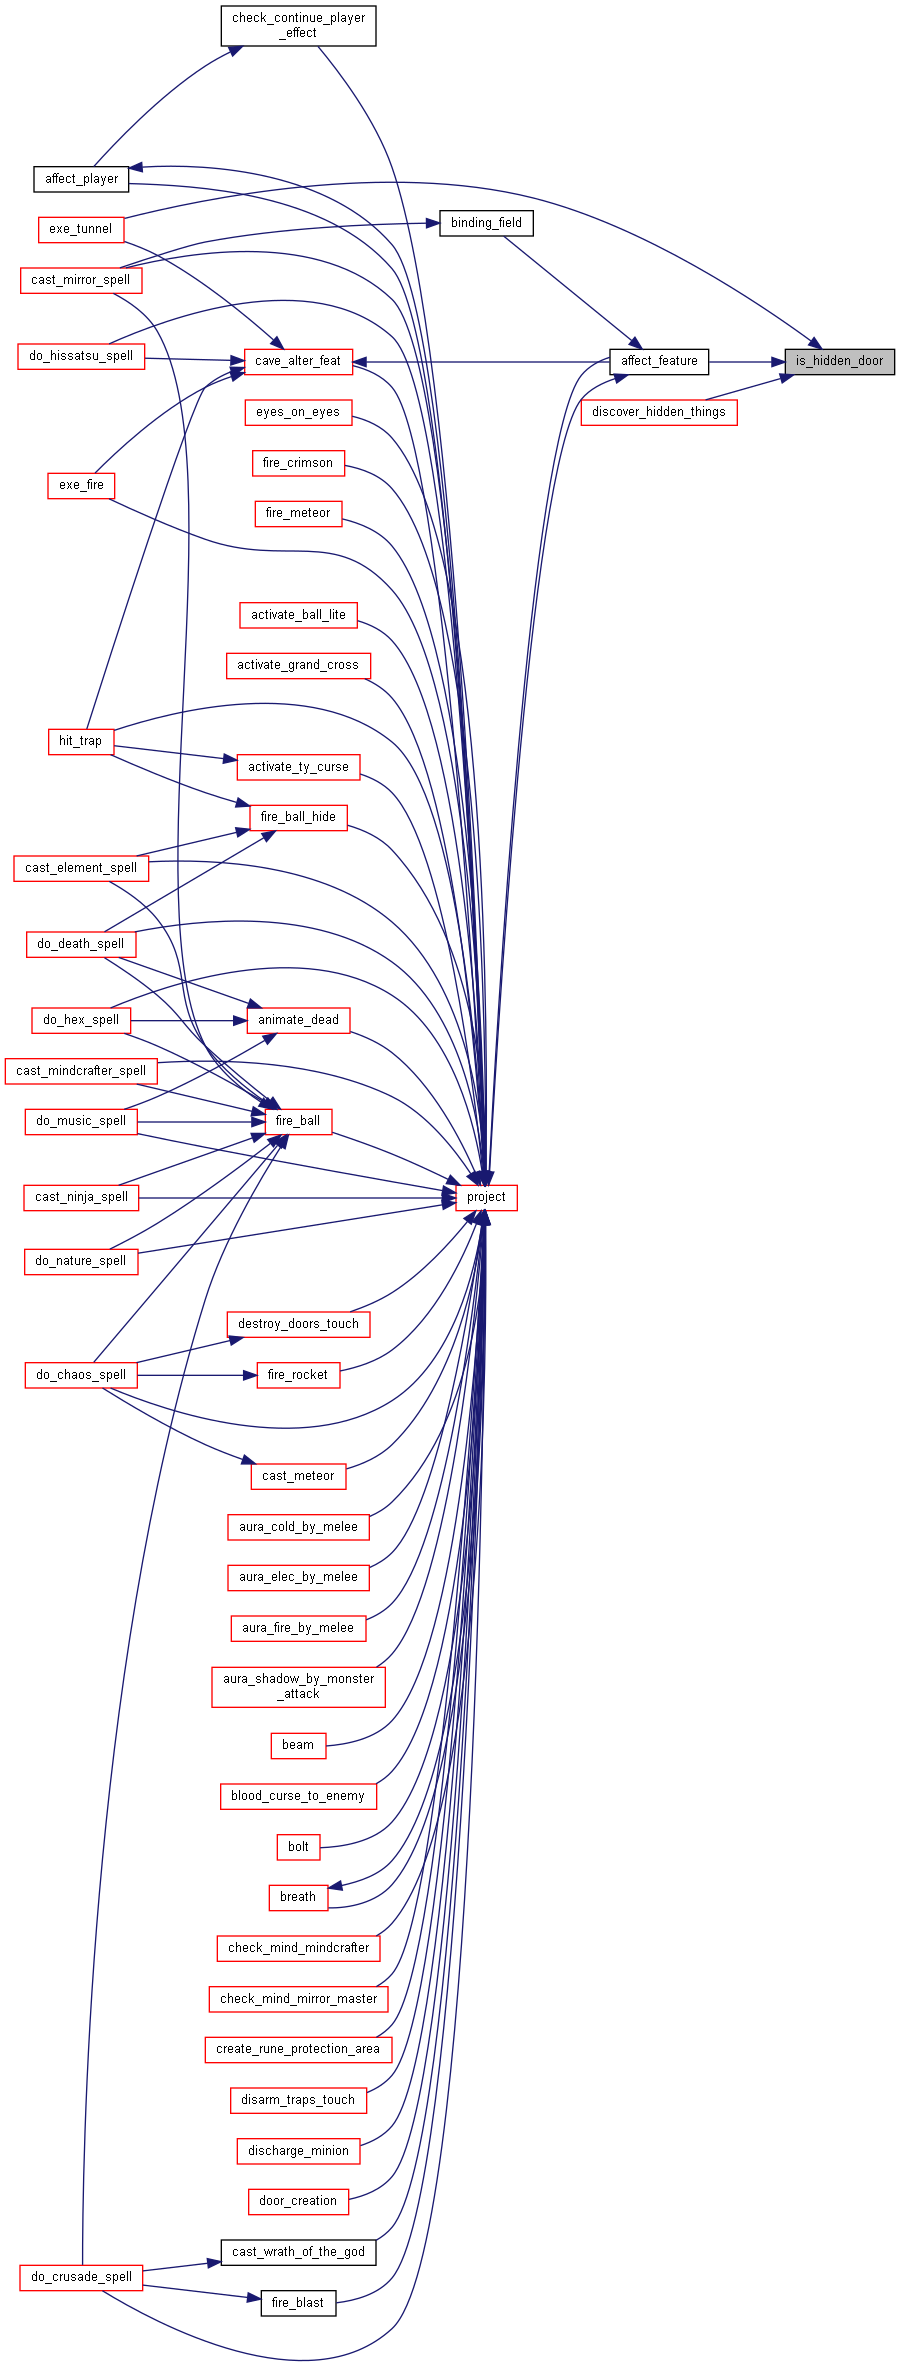 check_continue_player
_effect
affect_player
exe_tunnel
binding_field
cast_mirror_spell
do_hissatsu_spell
cave_alter_feat
affect_feature
is_hidden_door
eyes_on_eyes
discover_hidden_things
fire_crimson
exe_fire
fire_meteor
activate_ball_lite
activate_grand_cross
hit_trap
activate_ty_curse
fire_ball_hide
cast_element_spell
do_death_spell
do_hex_spell
animate_dead
cast_mindcrafter_spell
do_music_spell
fire_ball
cast_ninja_spell
project
do_nature_spell
destroy_doors_touch
do_chaos_spell
fire_rocket
cast_meteor
aura_cold_by_melee
aura_elec_by_melee
aura_fire_by_melee
aura_shadow_by_monster
_attack
beam
blood_curse_to_enemy
bolt
breath
check_mind_mindcrafter
check_mind_mirror_master
create_rune_protection_area
disarm_traps_touch
discharge_minion
door_creation
cast_wrath_of_the_god
do_crusade_spell
fire_blast